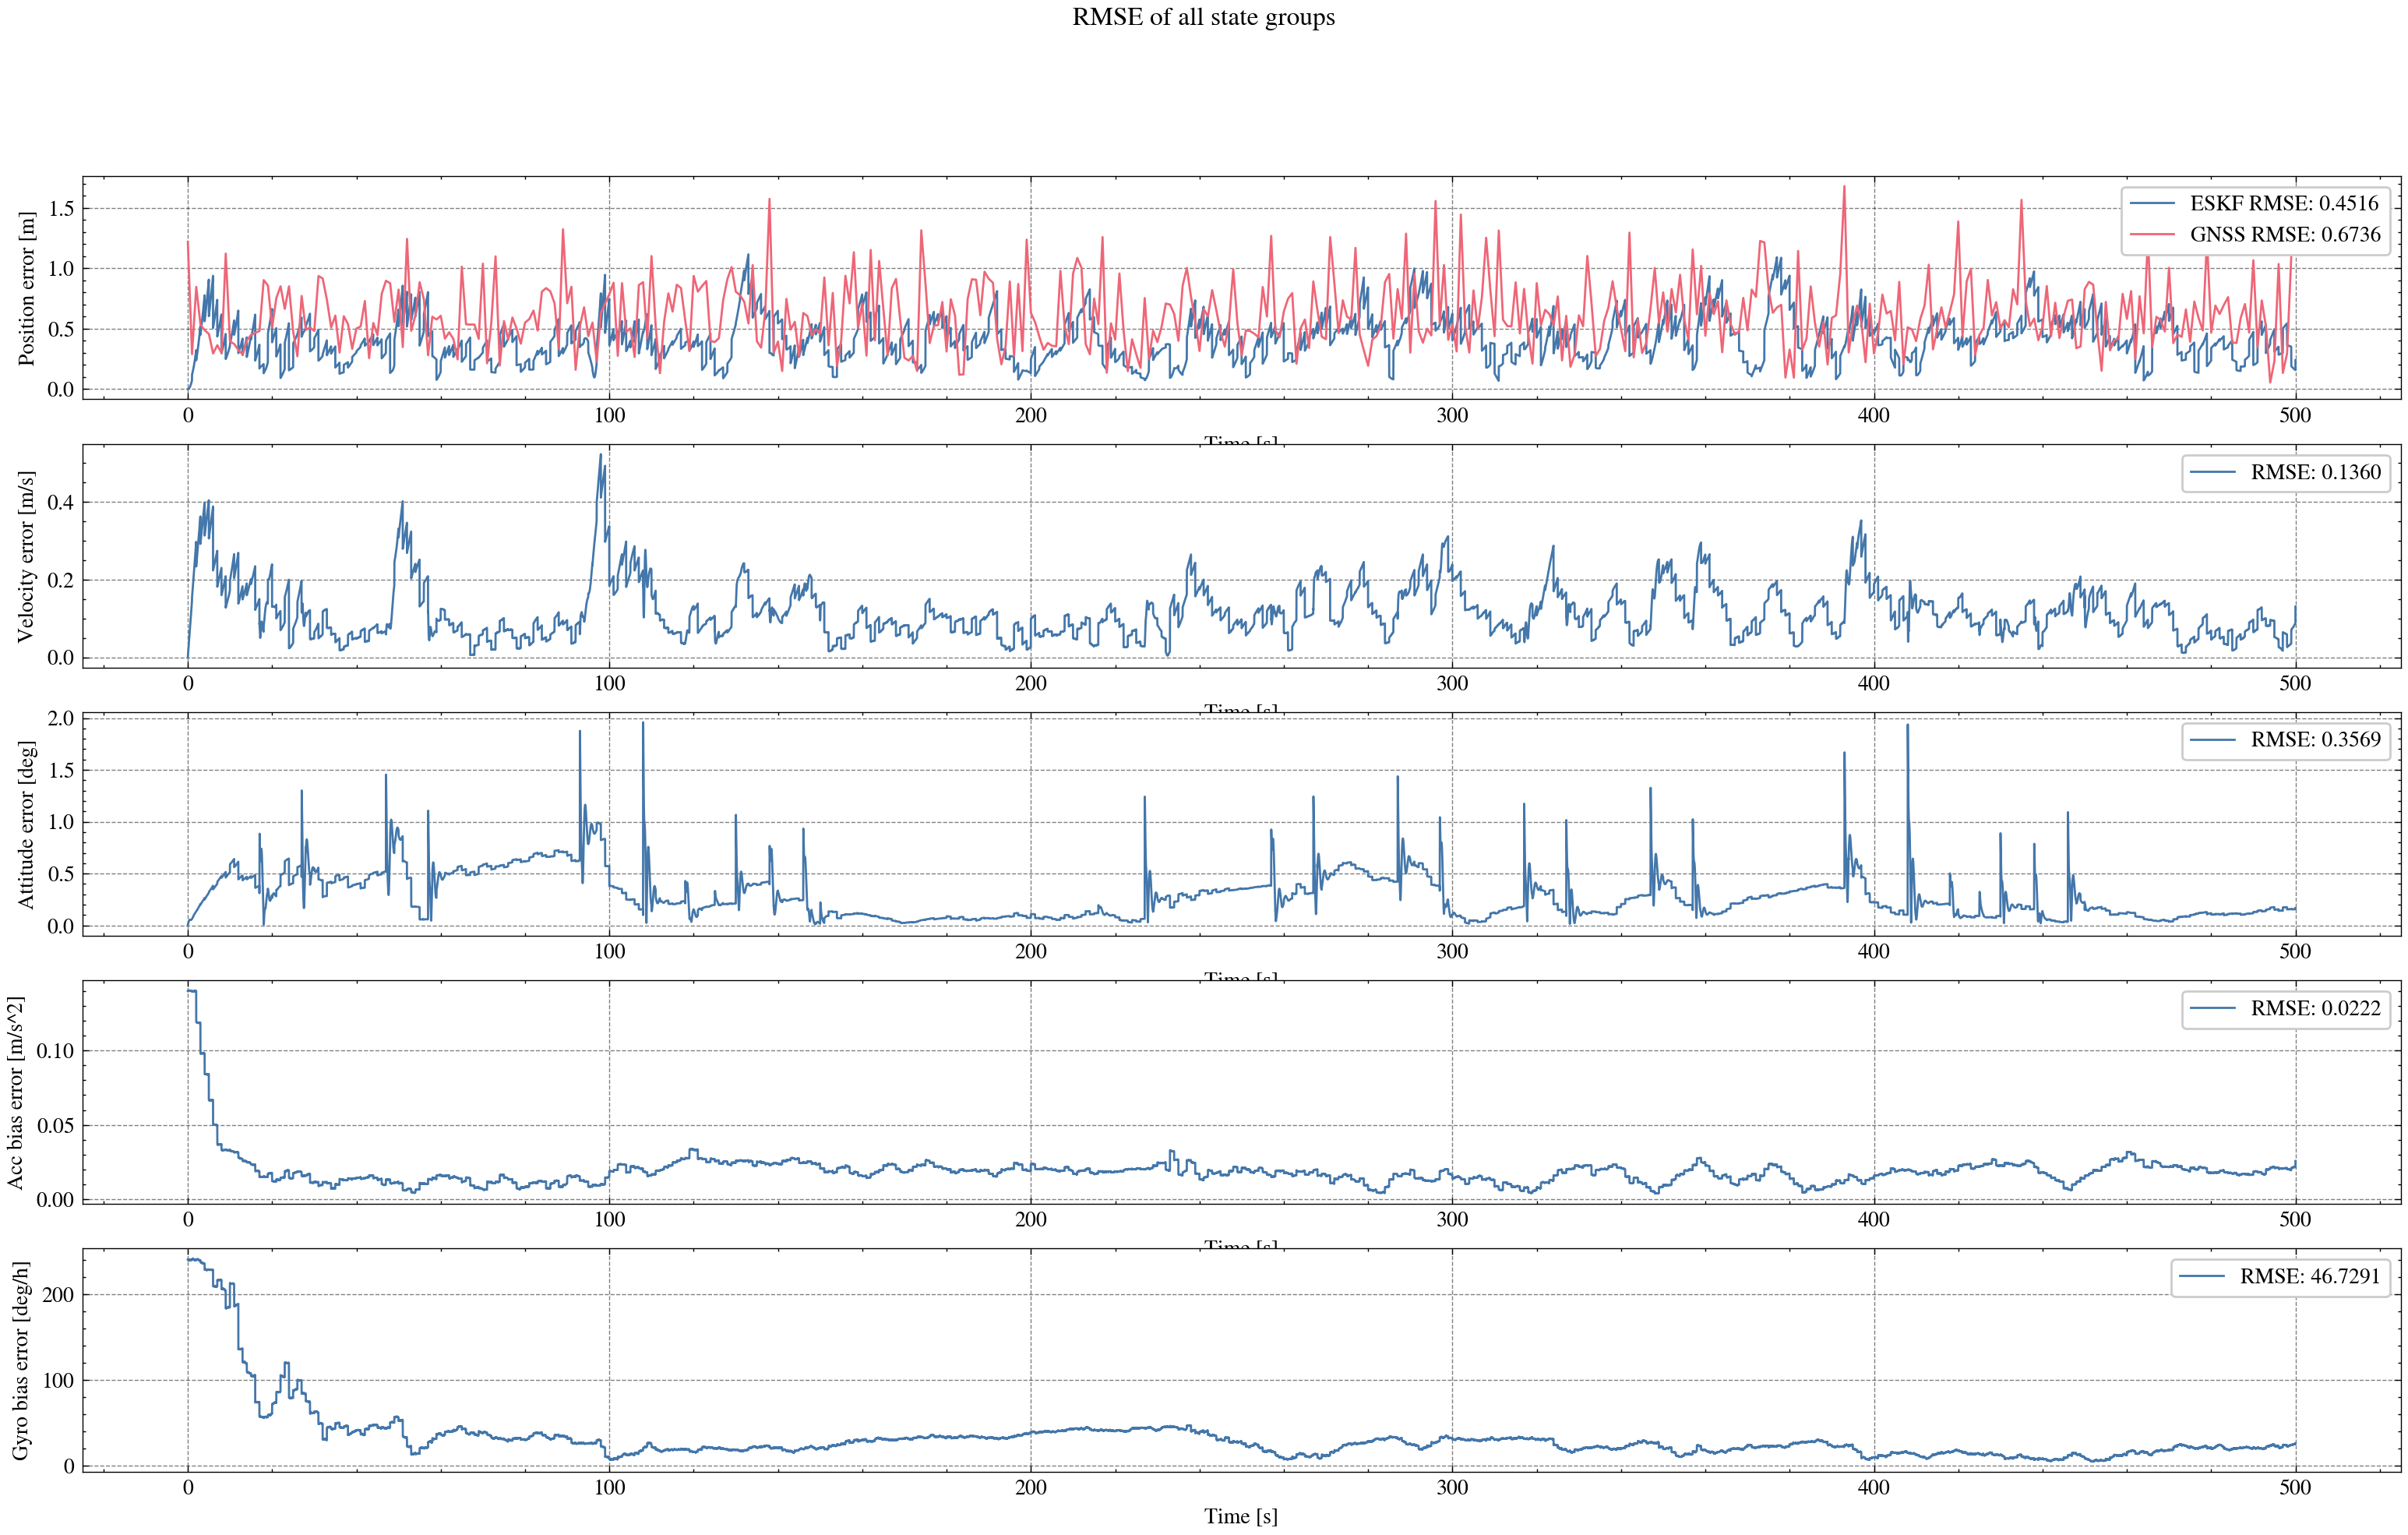 RMSE of all state groups
Position error [m]
1.5
1.0
0.5
0.0
ESKF RMSE: 0.4516
GNSS RMSE: 0.6736
0 100 200 300 400 500
Time [s]
Velocity error [m/s]
0.4
0.2
0.0
RMSE: 0.1360
0 100 200 300 400 500
Time [s]
Attitude error [deg]
2.0
1.5
1.0
0.5
0.0
RMSE: 0.3569
0 100 200 300 400 500
Time [s]
Acc bias error [m/s^2]
0.10
0.05
0.00
RMSE: 0.0222
0 100 200 300 400 500
Time [s]
Gyro bias error [deg/h]
200
100
0
RMSE: 46.7291
0 100 200 300 400 500
Time [s]